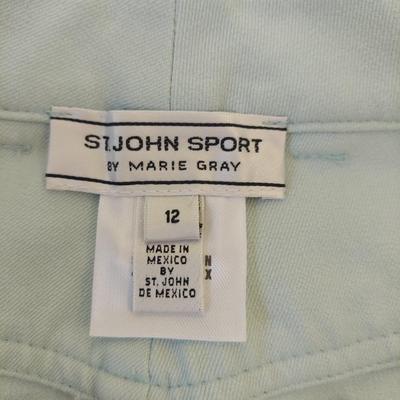 ST. JOHN SPORT
BY MARIE GRAY
12
MADE IN
MEXICO
BY
ST. JOHN
DE MEXICO